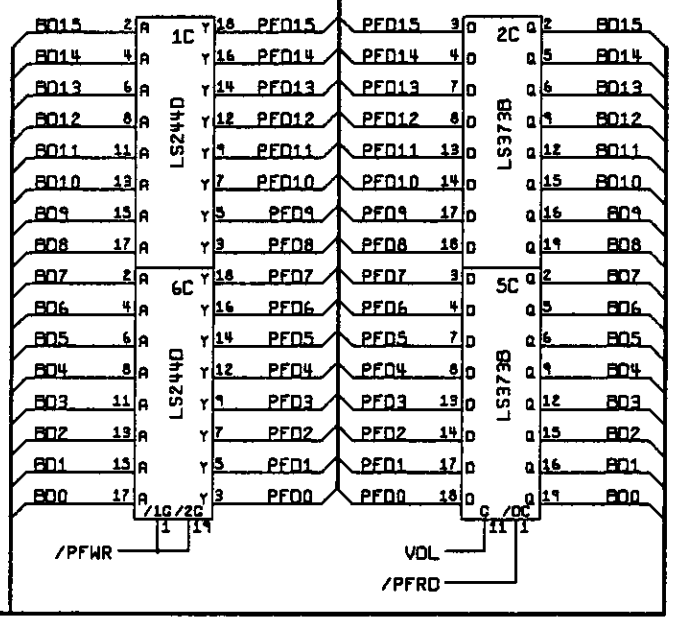 BD15 2 A 1C Y 18 PFD15 PFD15 3 D 2C Q 2 BD15
BD14 4 A Y 16 PFD14 PFD14 4 D Q 5 BD14
BD13 6 A Y 14 PFD13 PFD13 7 D Q 6 BD13
BD12 8 A Y 12 PFD12 PFD12 8 D Q 9 BD12
BD11 11 A LS244D Y 9 PFD11 PFD11 13 D LS373B Q 12 BD11
BD10 13 A Y 7 PFD10 PFD10 14 D Q 15 BD10
BD9 15 A Y 5 PFD9 PFD9 17 D Q 16 BD9
BD8 17 A Y 3 PFD8 PFD8 18 D Q 19 BD8
BD7 2 A 6C Y 18 PFD7 PFD7 3 D 5C Q 2 BD7
BD6 4 A Y 16 PFD6 PFD6 4 D Q 5 BD6
BD5 6 A Y 14 PFD5 PFD5 7 D Q 6 BD5
BD4 8 A Y 12 PFD4 PFD4 8 D Q 9 BD4
BD3 11 A LS244D Y 9 PFD3 PFD3 13 D LS373B Q 12 BD3
BD2 13 A Y 7 PFD2 PFD2 14 D Q 15 BD2
BD1 15 A Y 5 PFD1 PFD1 17 D Q 16 BD1
BD0 17 A Y 3 PFD0 PFD0 18 D Q 19 BD0
/1G /2G G /OC
1 19 11 1
/PFWR VOL
/PFRD